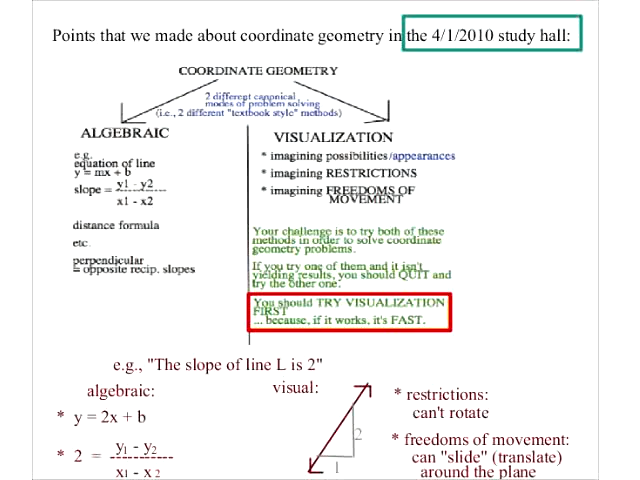 Points that we made about coordinate geometry in the 4/1/2010 study hall:
COORDINATE GEOMETRY
2 different canonical
modes of problem solving
(i.e., 2 different "textbook style" methods)
ALGEBRAIC
e.g.
equation of line
y = mx + b
slope = y1 - y2
x1 - x2
distance formula
etc.
perpendicular
= opposite recip. slopes
VISUALIZATION
* imagining possibilities/appearances
* imagining RESTRICTIONS
* imagining FREEDOMS OF
MOVEMENT
Your challenge is to try both of these
methods in order to solve coordinate
geometry problems.
If you try one of them and it isn't
yielding results, you should QUIT and
try the other one.
You should TRY VISUALIZATION
FIRST
... because, if it works, it's FAST.
e.g., "The slope of line L is 2"
algebraic:
* y = 2x + b
* 2 = y1 - y2
x1 - x2
visual:
2
1
* restrictions:
can't rotate
* freedoms of movement:
can "slide" (translate)
around the plane